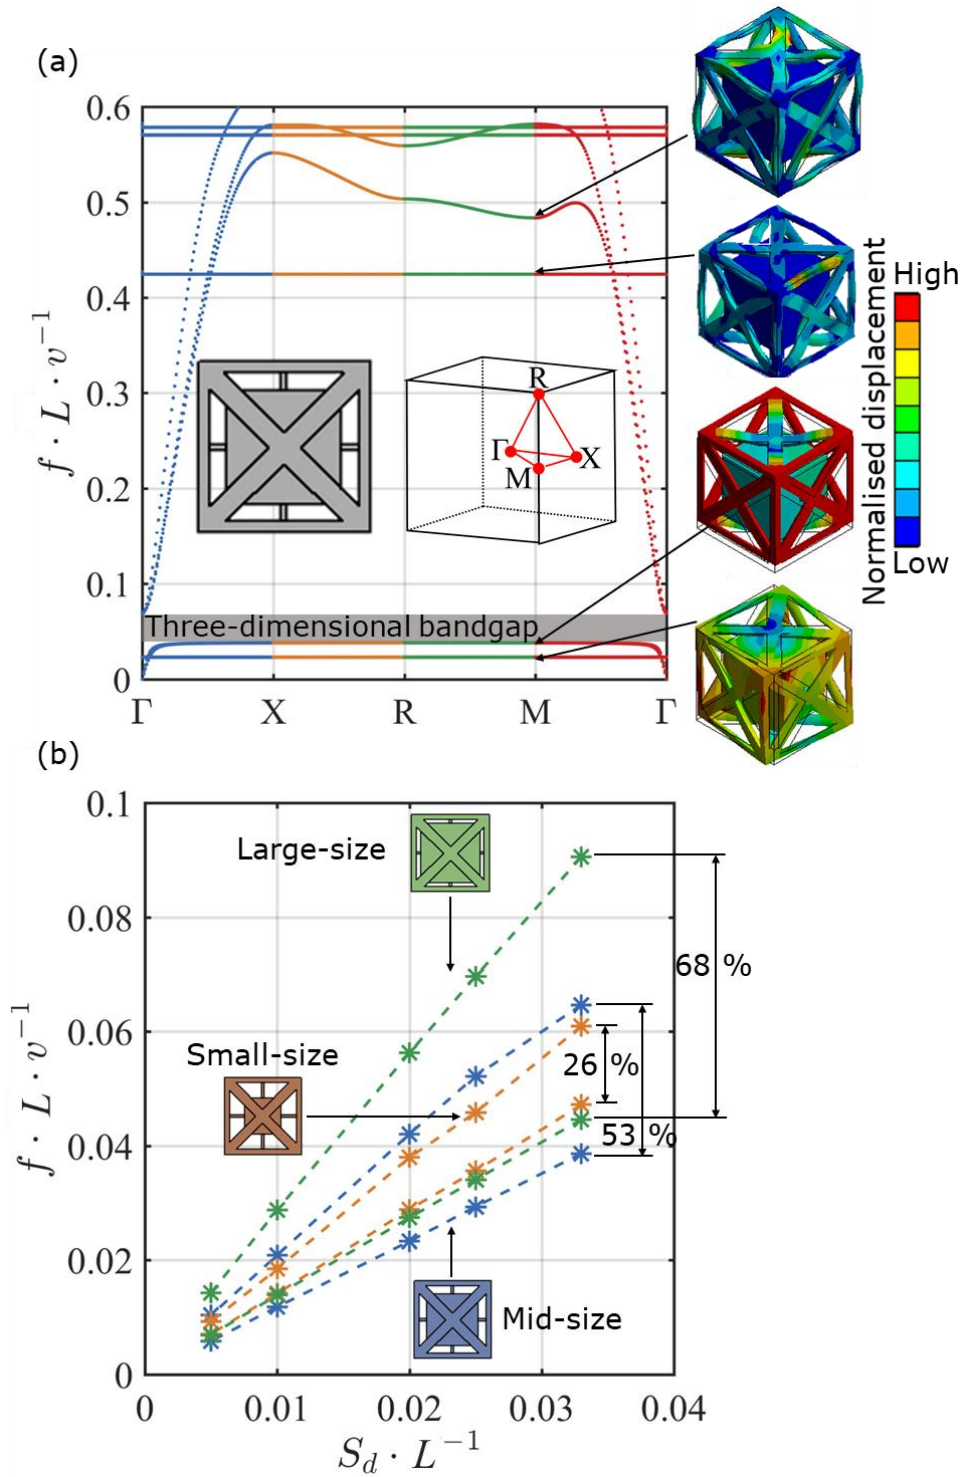 (a)
0.6
0.5
0.4
0.3
0.2
0.1
0
f · L · v⁻¹
Γ X R M Γ
R
Γ
X
M
Three-dimensional bandgap
Normalised displacement
High
Low
(b)
0.1
0.08
0.06
0.04
0.02
0
f · L · v⁻¹
Large-size
Small-size
Mid-size
68 %
26 %
53 %
0 0.01 0.02 0.03 0.04
S_d · L⁻¹